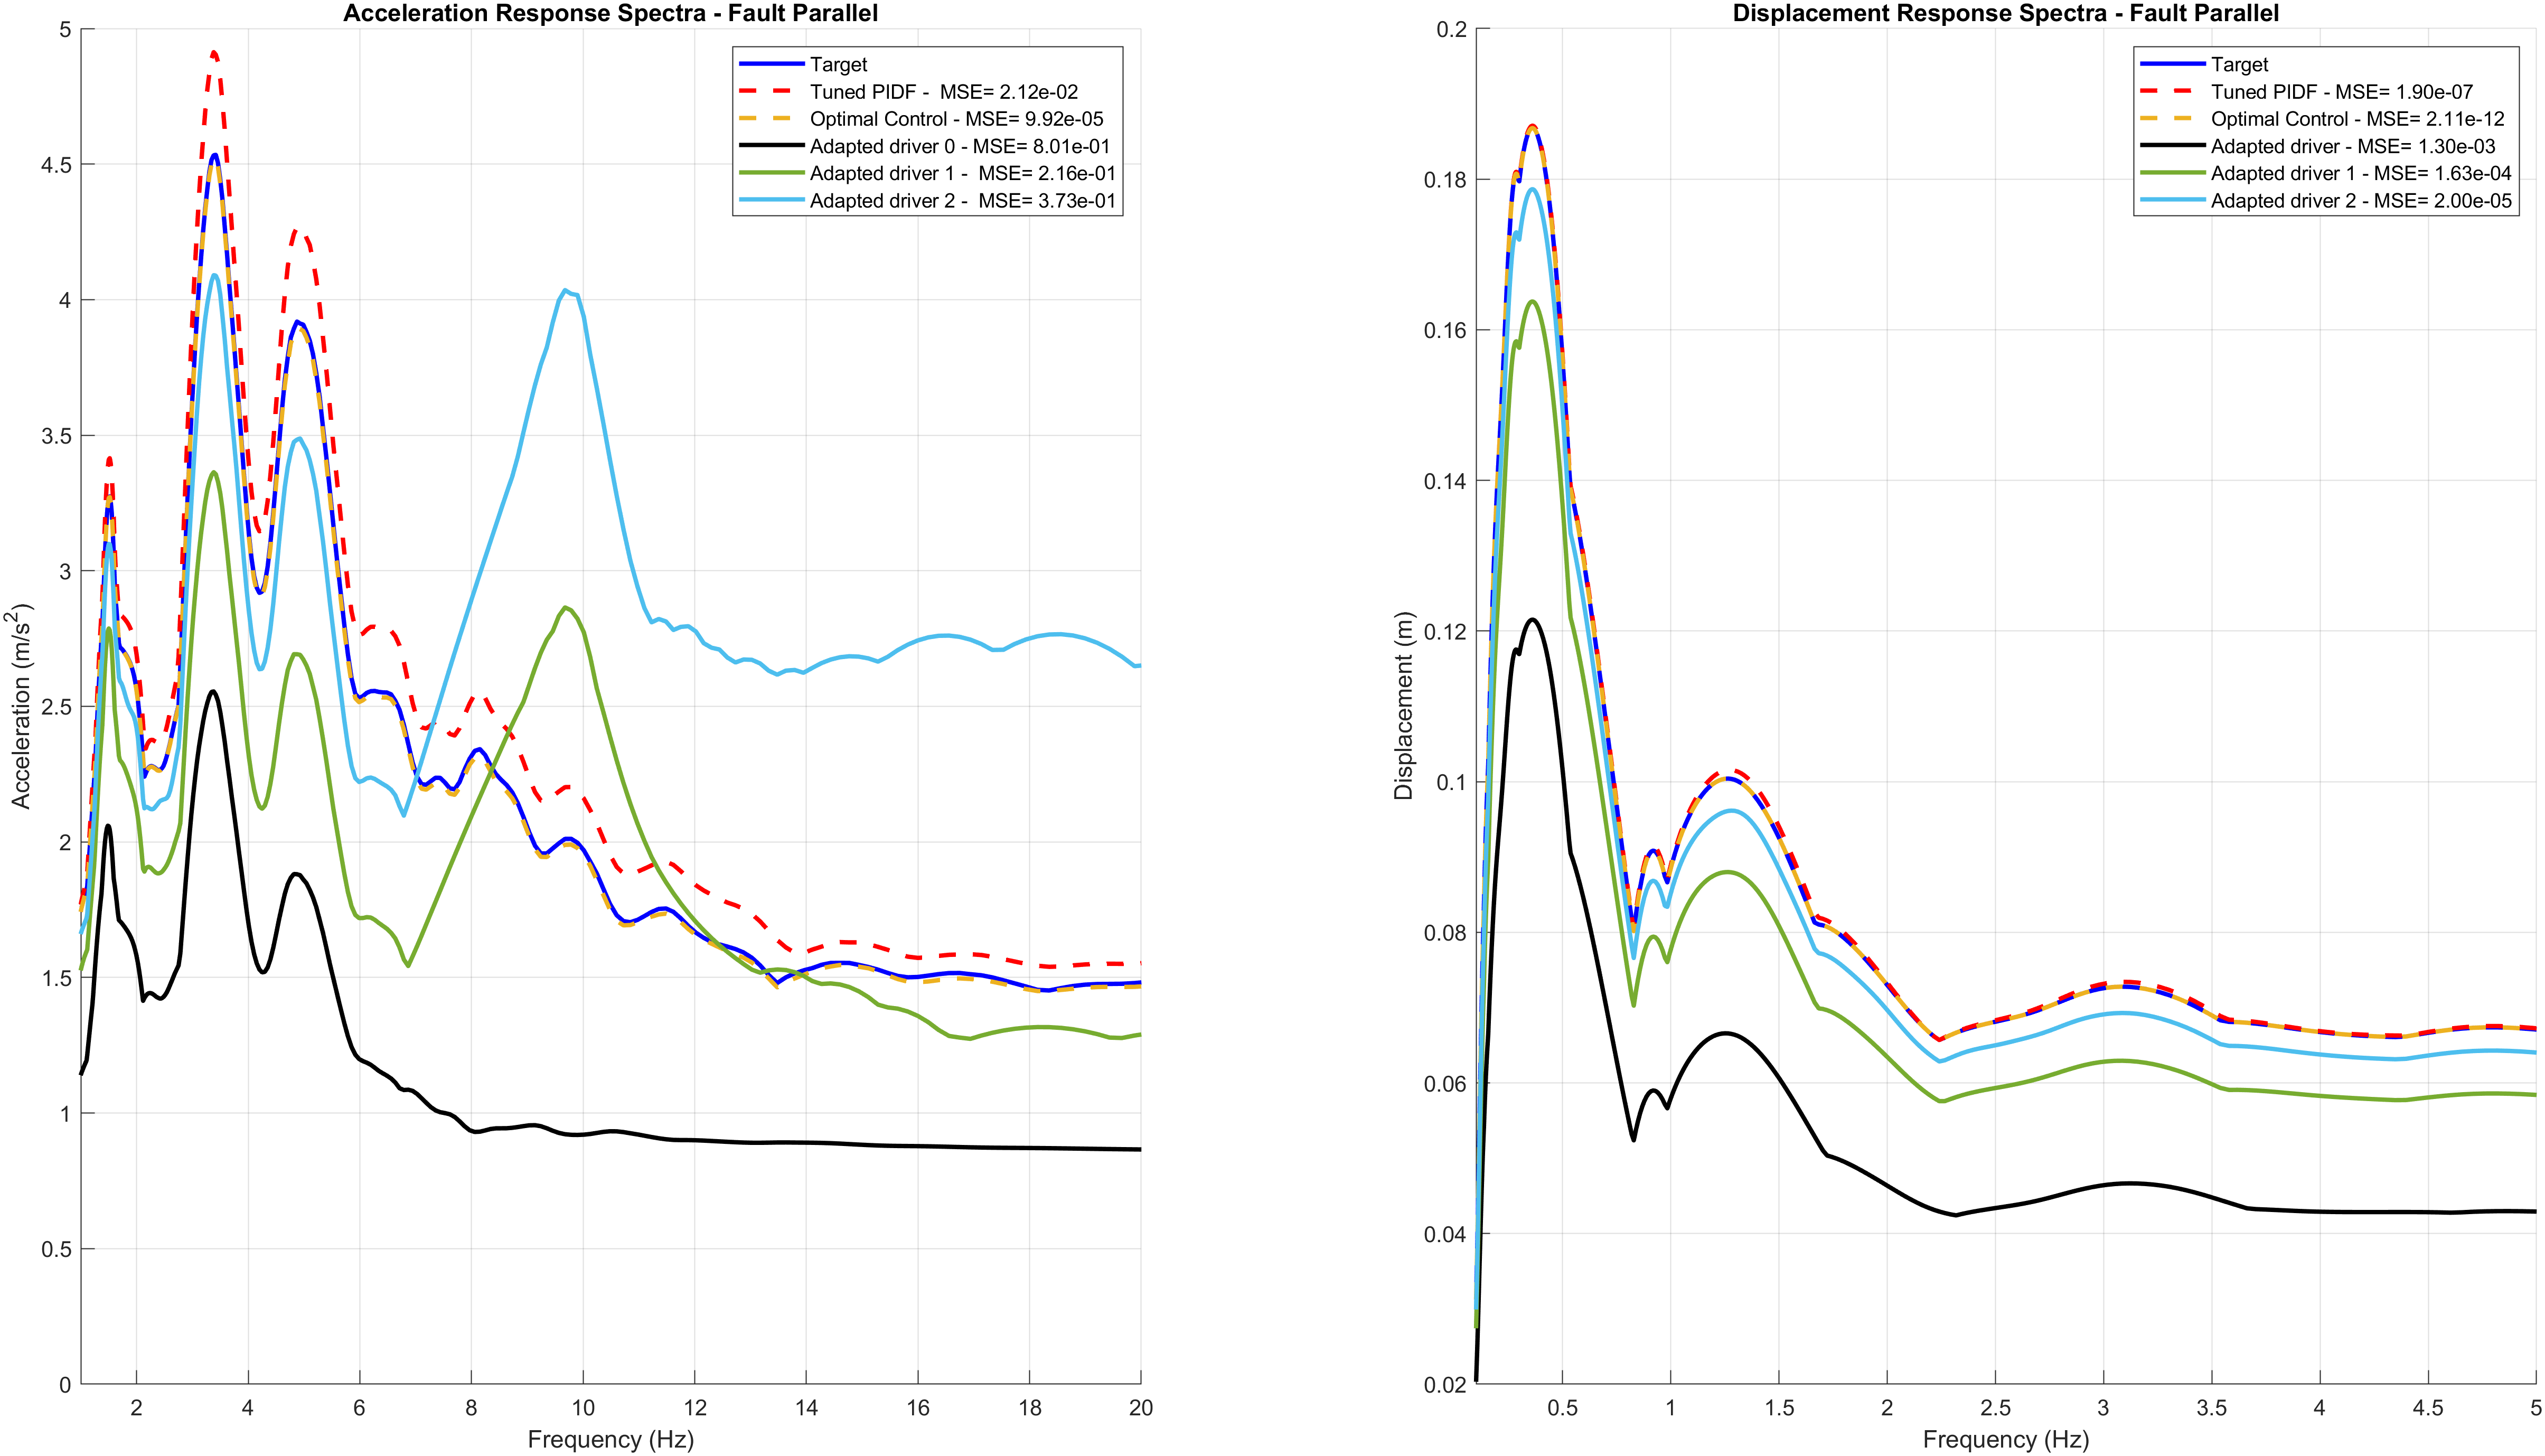 Acceleration Response Spectra - Fault Parallel
Acceleration (m/s²)
5
4.5
4
3.5
3
2.5
2
1.5
1
0.5
0
Target
Tuned PIDF - MSE= 2.12e-02
Optimal Control - MSE= 9.92e-05
Adapted driver 0 - MSE= 8.01e-01
Adapted driver 1 - MSE= 2.16e-01
Adapted driver 2 - MSE= 3.73e-01
2 4 6 8 10 12 14 16 18 20
Frequency (Hz)
Displacement Response Spectra - Fault Parallel
Displacement (m)
0.2
0.18
0.16
0.14
0.12
0.1
0.08
0.06
0.04
0.02
Target
Tuned PIDF - MSE= 1.90e-07
Optimal Control - MSE= 2.11e-12
Adapted driver - MSE= 1.30e-03
Adapted driver 1 - MSE= 1.63e-04
Adapted driver 2 - MSE= 2.00e-05
0.5 1 1.5 2 2.5 3 3.5 4 4.5 5
Frequency (Hz)